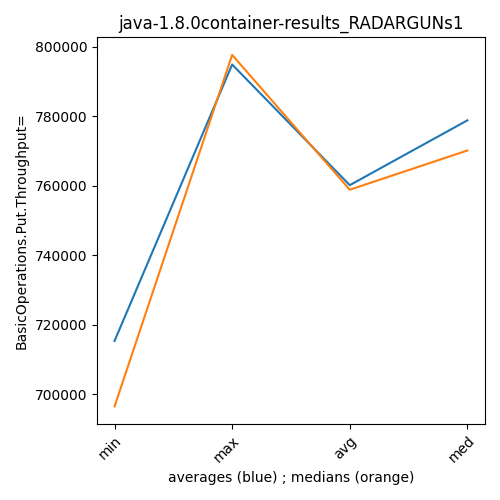 java-1.8.0container-results_RADARGUNs1
BasicOperations.Put.Throughput=
800000
780000
760000
740000
720000
700000
min
max
avg
med
averages (blue) ; medians (orange)